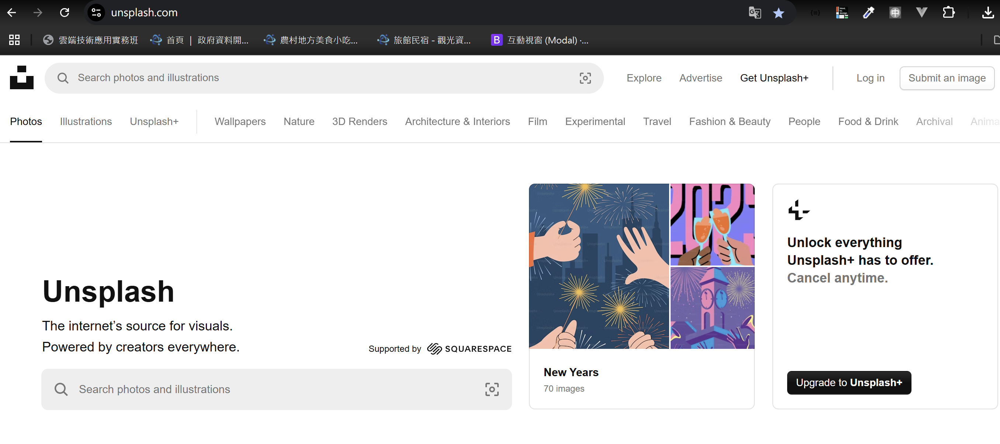 unsplash.com
雲端技術應用實務班
首頁 | 政府資料開...
農村地方美食小吃...
旅館民宿 - 觀光資...
B 互動視窗 (Modal) ·...
Search photos and illustrations
Explore
Advertise
Get Unsplash+
Log in
Submit an image
Photos
Illustrations
Unsplash+
Wallpapers
Nature
3D Renders
Architecture & Interiors
Film
Experimental
Travel
Fashion & Beauty
People
Food & Drink
Archival
Anima
Unsplash
The internet’s source for visuals.
Powered by creators everywhere.
Supported by SQUARESPACE
Search photos and illustrations
New Years
70 images
Unlock everything
Unsplash+ has to offer.
Cancel anytime.
Upgrade to Unsplash+